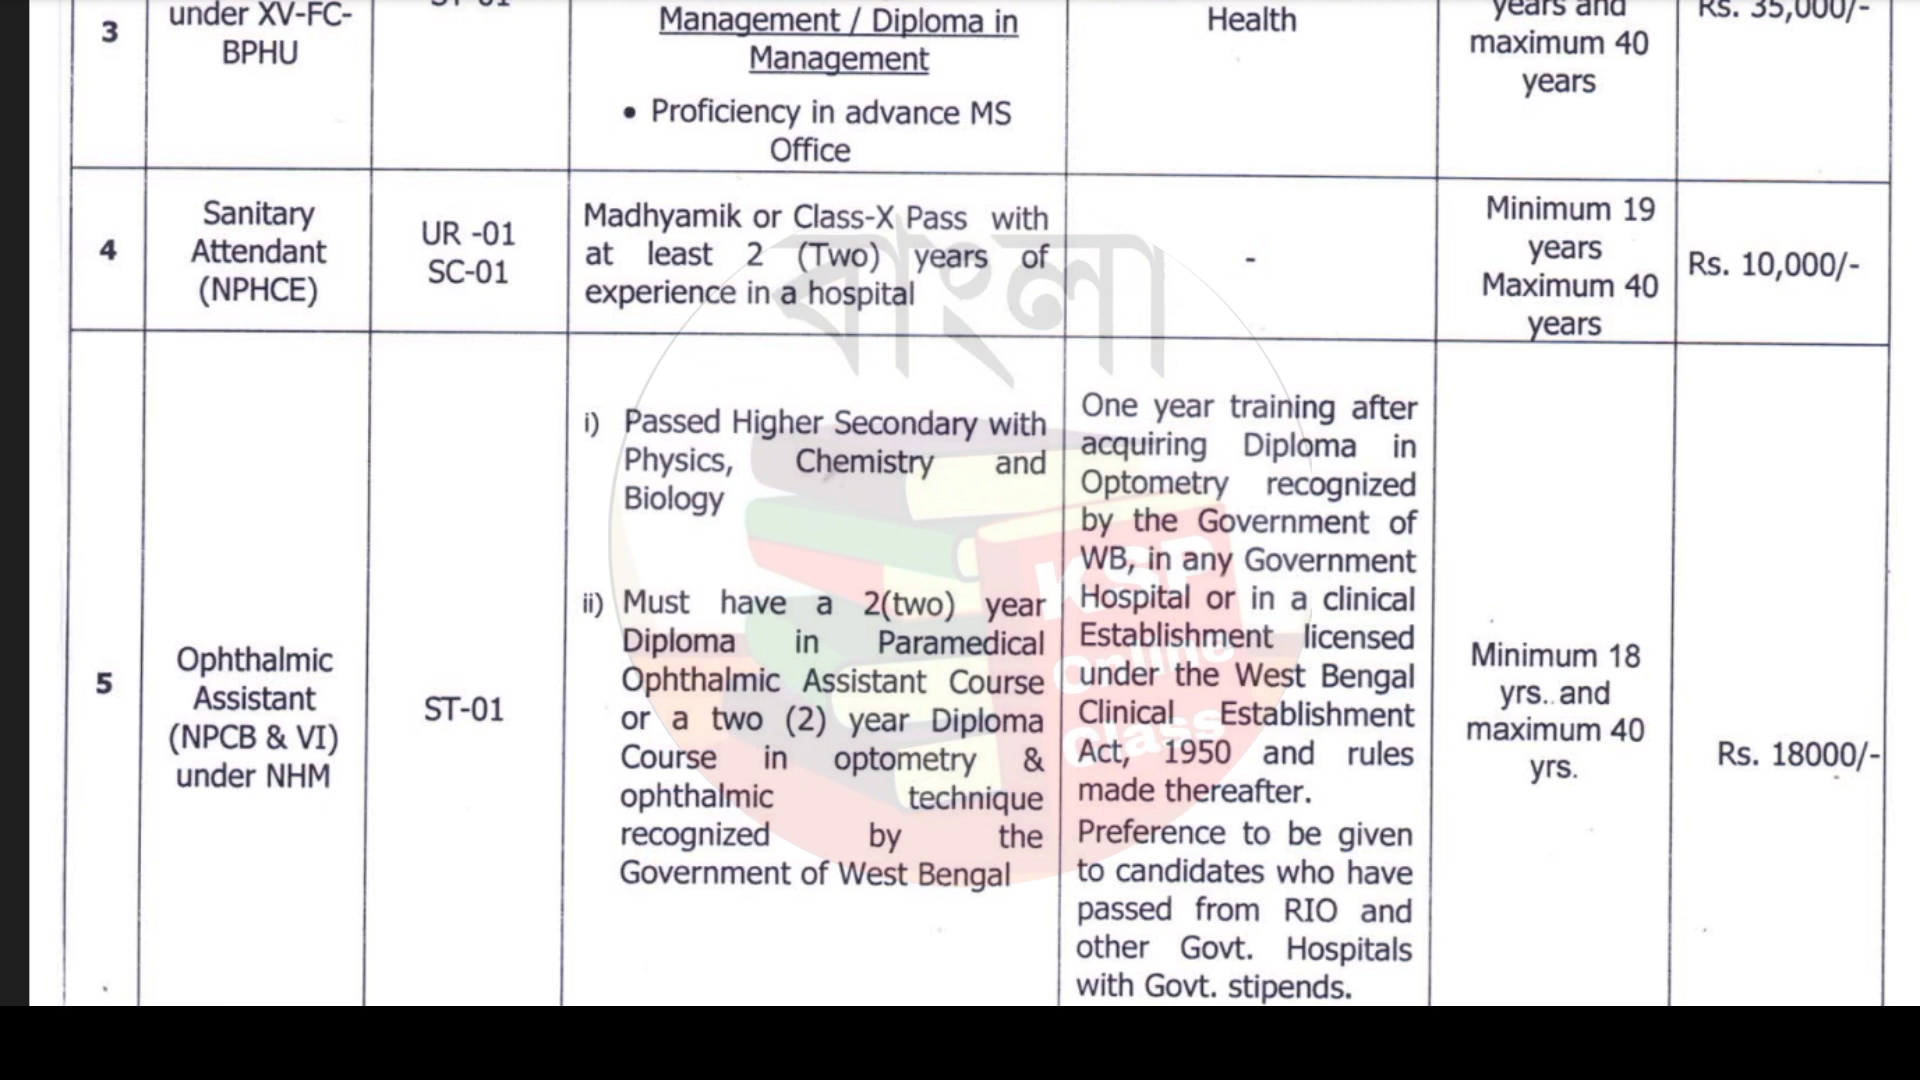 3
under XV-FC-
BPHU
ST-01
Management / Diploma in
Management
• Proficiency in advance MS
Office
Health
years and
maximum 40
years
Rs. 35,000/-
4
Sanitary
Attendant
(NPHCE)
UR -01
SC-01
Madhyamik or Class-X Pass with
at least 2 (Two) years of
experience in a hospital
-
Minimum 19
years
Maximum 40
years
Rs. 10,000/-
5
Ophthalmic
Assistant
(NPCB & VI)
under NHM
ST-01
i) Passed Higher Secondary with
Physics, Chemistry and
Biology
ii) Must have a 2(two) year
Diploma in Paramedical
Ophthalmic Assistant Course
or a two (2) year Diploma
Course in optometry &
ophthalmic technique
recognized by the
Government of West Bengal
One year training after
acquiring Diploma in
Optometry recognized
by the Government of
WB, in any Government
Hospital or in a clinical
Establishment licensed
under the West Bengal
Clinical Establishment
Act, 1950 and rules
made thereafter.
Preference to be given
to candidates who have
passed from RIO and
other Govt. Hospitals
with Govt. stipends.
Minimum 18
yrs. and
maximum 40
yrs.
Rs. 18000/-
বাংলা
KSP
Online
Class